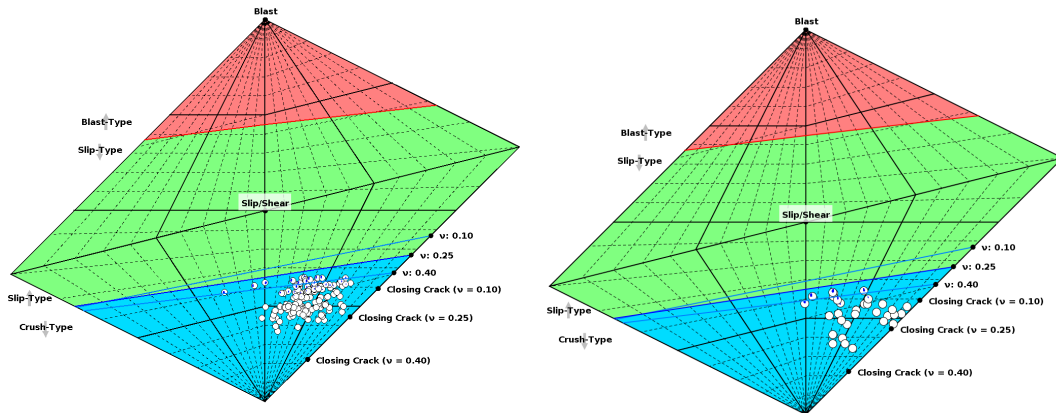 Blast
Blast-Type
Slip-Type
Slip/Shear
ν: 0.10
ν: 0.25
ν: 0.40
Closing Crack (ν = 0.10)
Slip-Type
Crush-Type
Closing Crack (ν = 0.25)
Closing Crack (ν = 0.40)
Blast
Blast-Type
Slip-Type
Slip/Shear
ν: 0.10
ν: 0.25
ν: 0.40
Closing Crack (ν = 0.10)
Slip-Type
Crush-Type
Closing Crack (ν = 0.25)
Closing Crack (ν = 0.40)